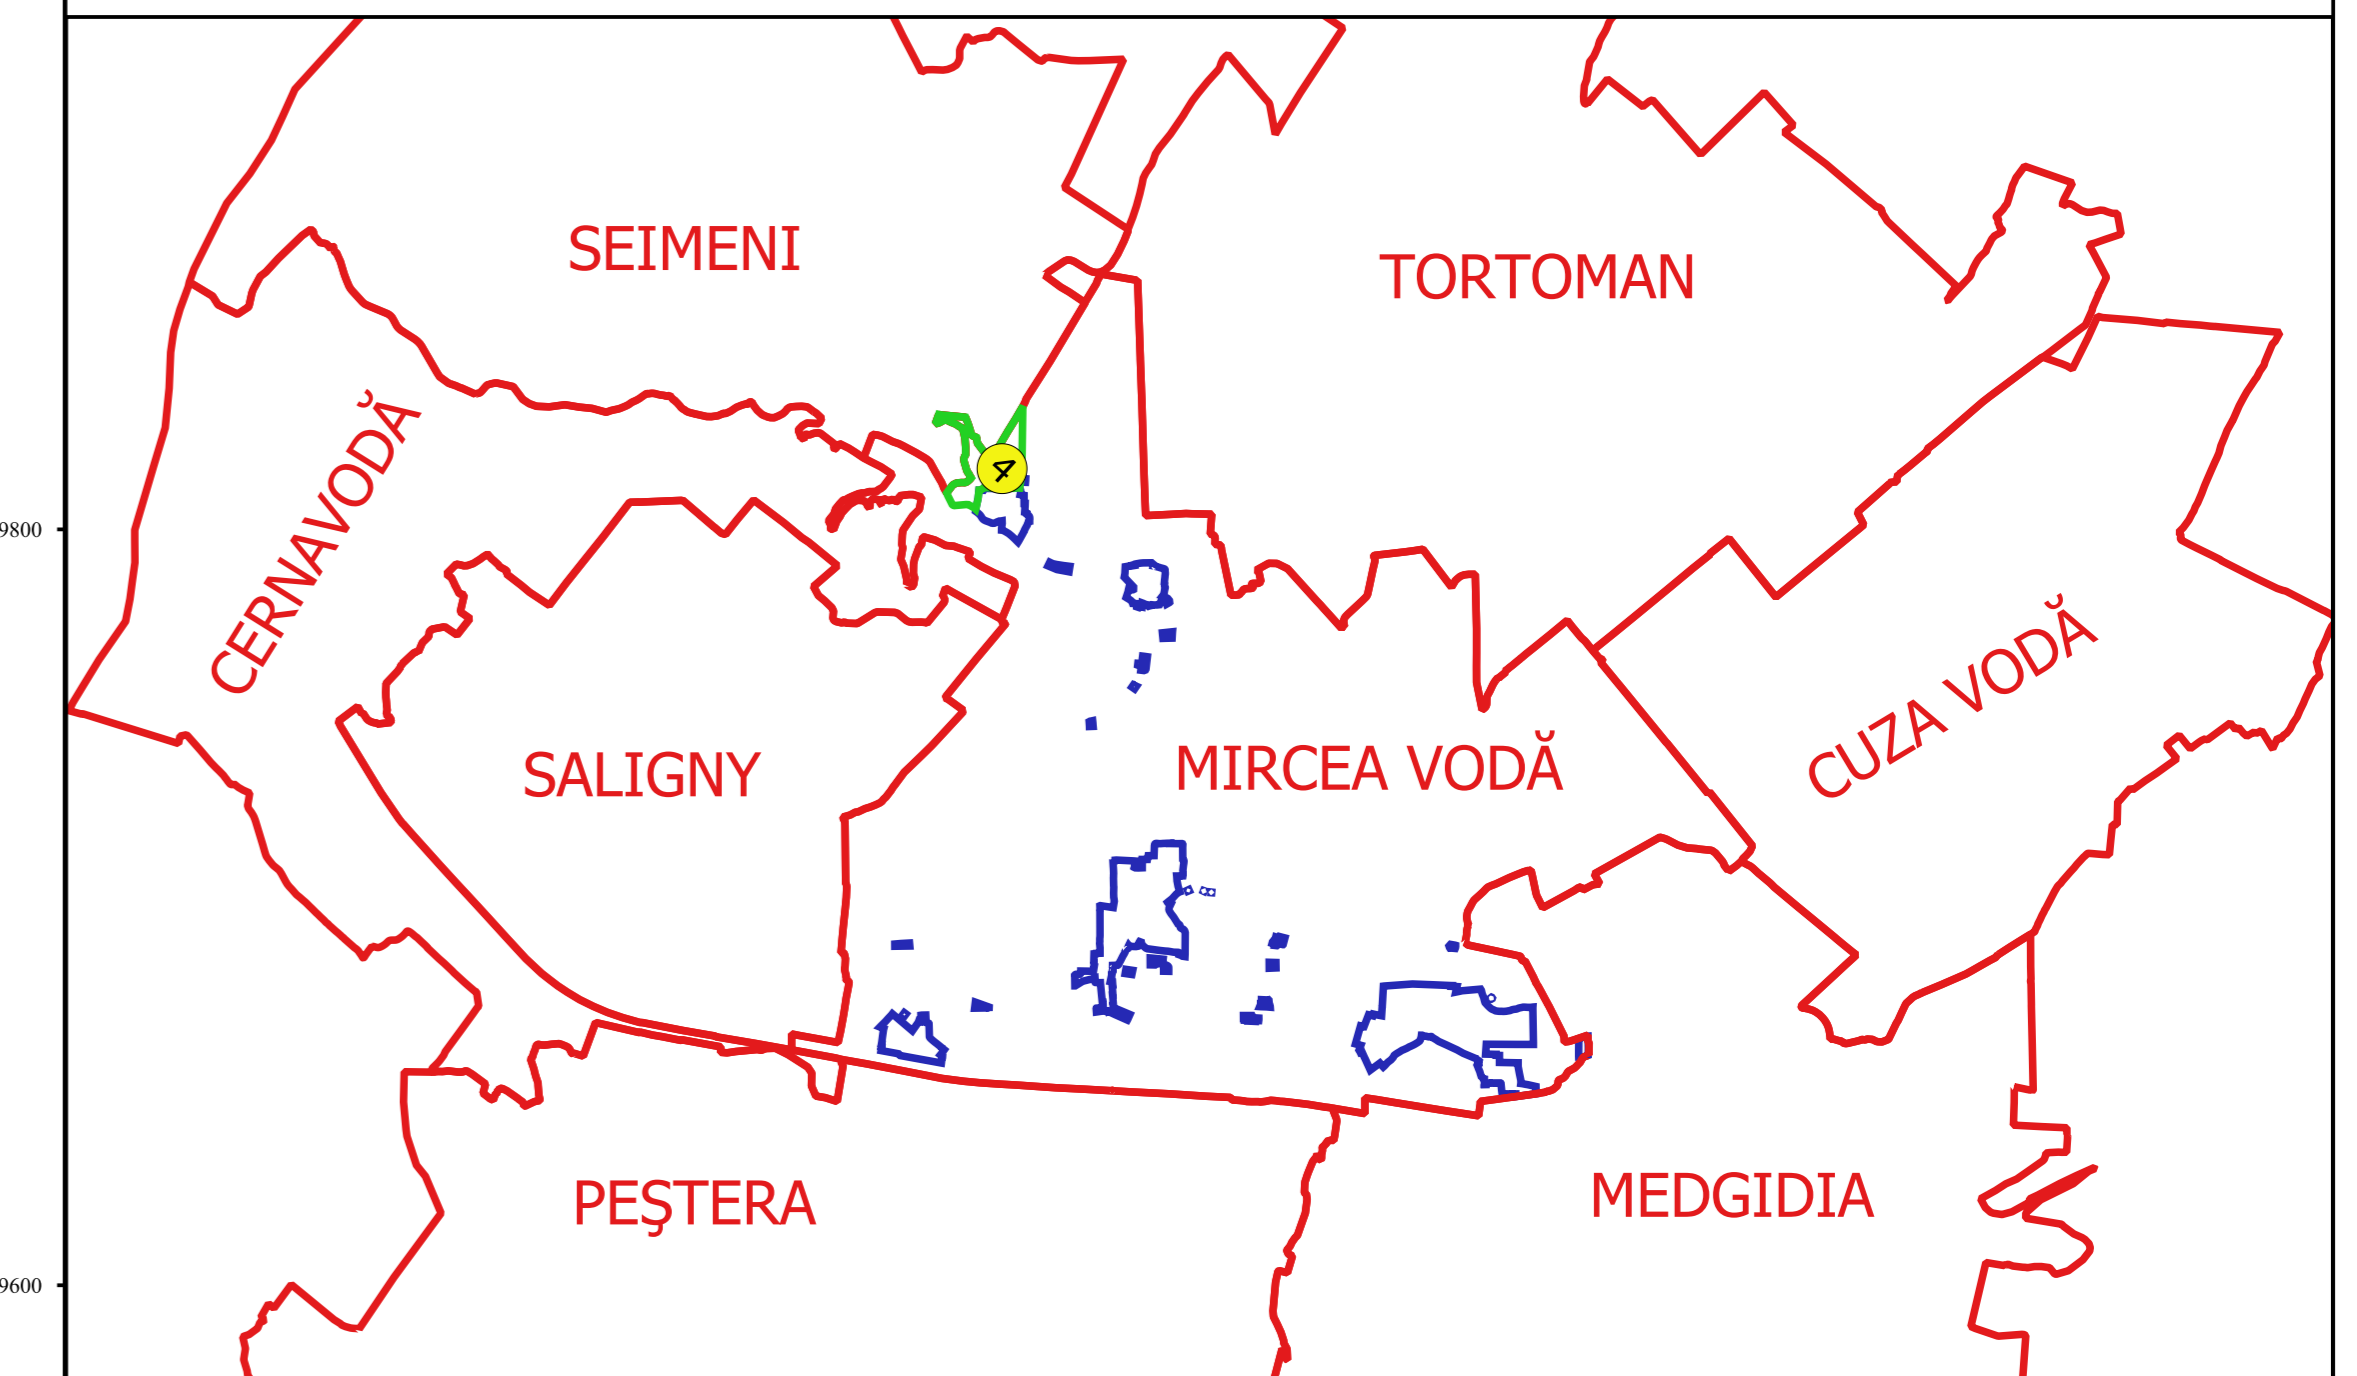 SEIMENI
TORTOMAN
CERNAVODĂ
4
9800
CUZA VODĂ
MIRCEA VODĂ
SALIGNY
PEŞTERA
MEDGIDIA
9600